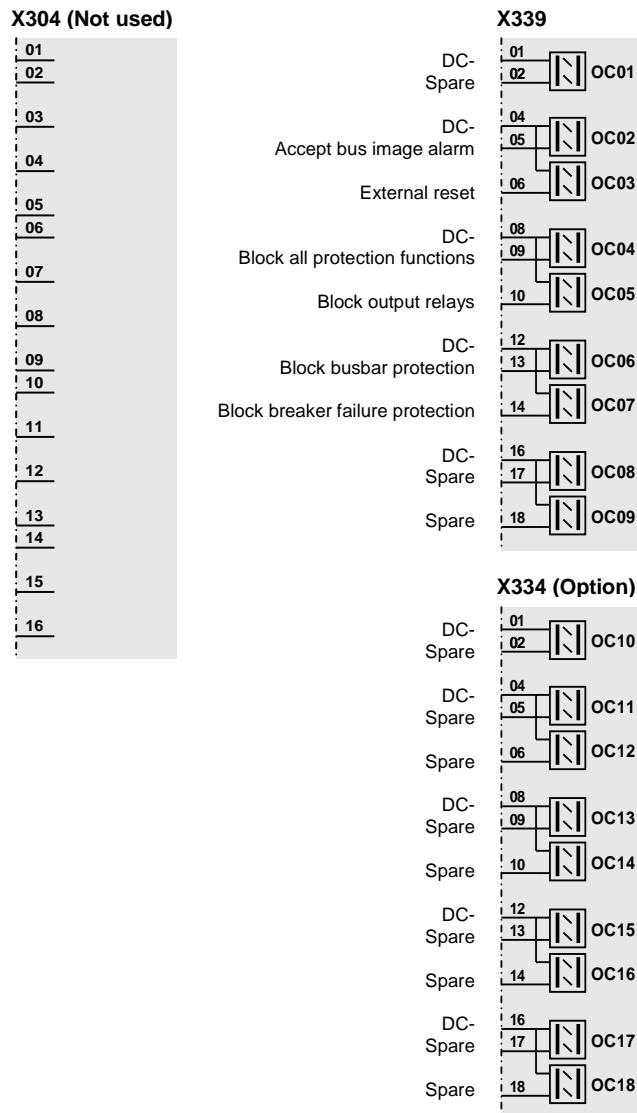 X304 (Not used)
01
02
03
04
05
06
07
08
09
10
11
12
13
14
15
16
X339
DC- 01
Spare 02 OC01
DC- 04
Accept bus image alarm 05 OC02
External reset 06 OC03
DC- 08
Block all protection functions 09 OC04
Block output relays 10 OC05
DC- 12
Block busbar protection 13 OC06
Block breaker failure protection 14 OC07
DC- 16
Spare 17 OC08
Spare 18 OC09
X334 (Option)
DC- 01
Spare 02 OC10
DC- 04
Spare 05 OC11
Spare 06 OC12
DC- 08
Spare 09 OC13
Spare 10 OC14
DC- 12
Spare 13 OC15
Spare 14 OC16
DC- 16
Spare 17 OC17
Spare 18 OC18